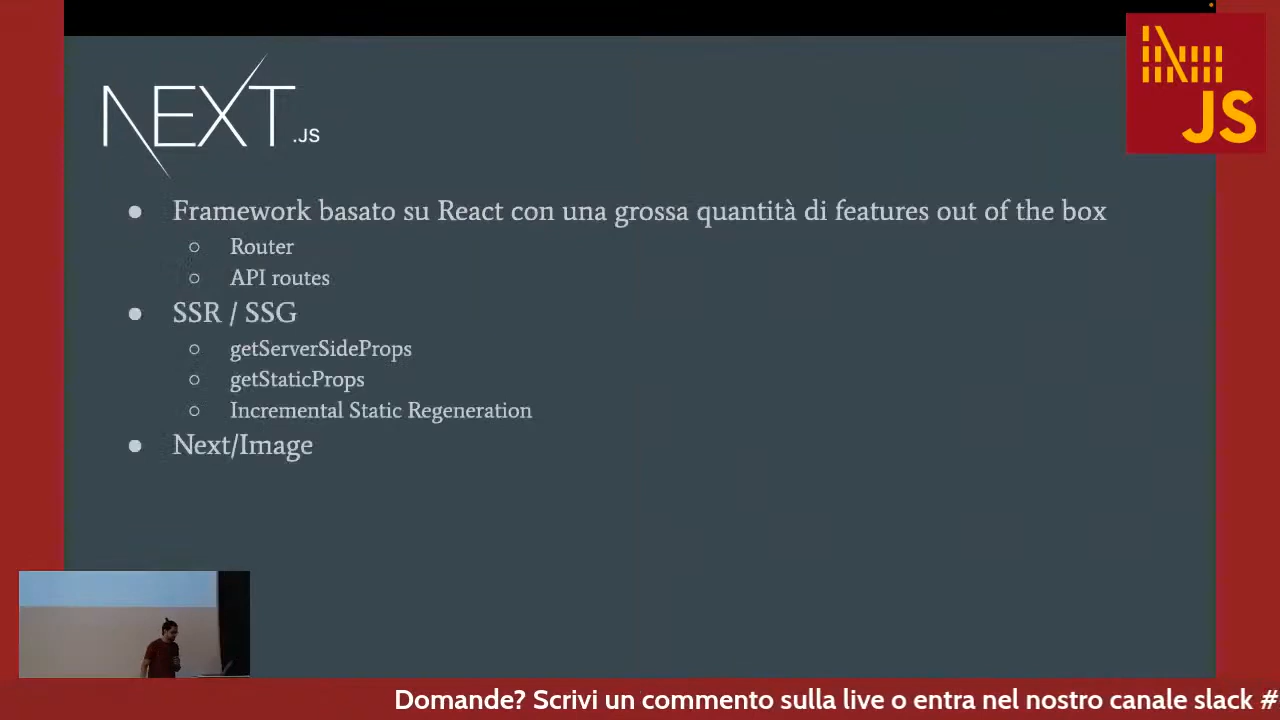 NEXT.JS
JS
Framework basato su React con una grossa quantità di features out of the box
Router
API routes
SSR / SSG
getServerSideProps
getStaticProps
Incremental Static Regeneration
Next/Image
Domande? Scrivi un commento sulla live o entra nel nostro canale slack #